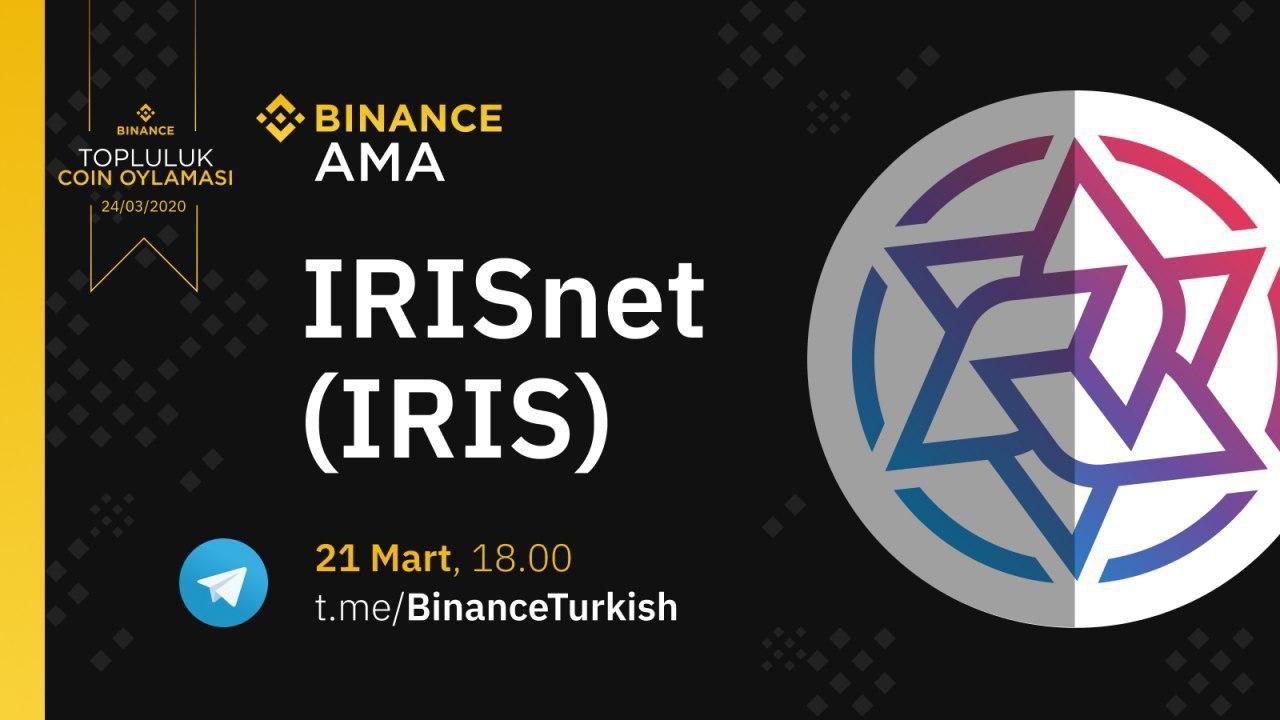 BINANCE
TOPLULUK
COIN OYLAMASI
24/03/2020
BINANCE
AMA
IRISnet
(IRIS)
21 Mart, 18.00
t.me/BinanceTurkish